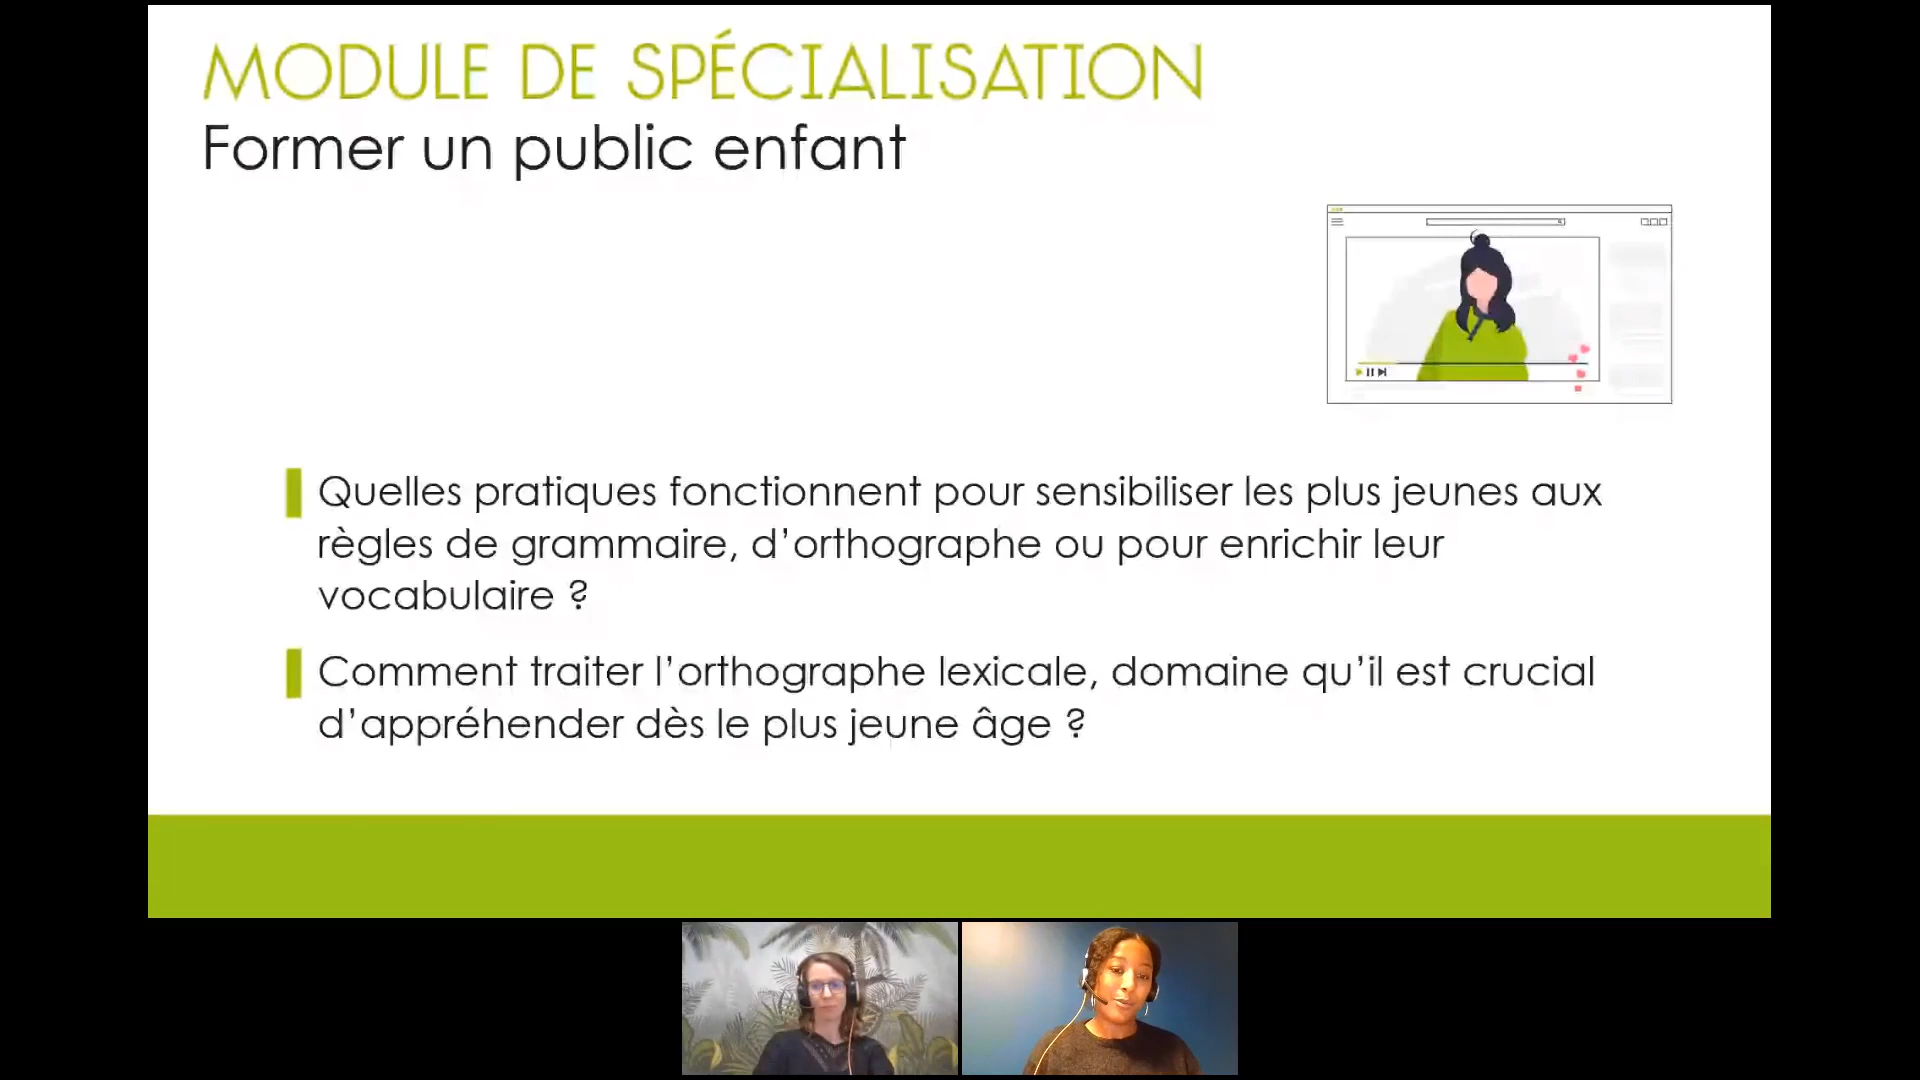 MODULE DE SPÉCIALISATION
Former un public enfant
Quelles pratiques fonctionnent pour sensibiliser les plus jeunes aux
règles de grammaire, d’orthographe ou pour enrichir leur
vocabulaire ?
Comment traiter l’orthographe lexicale, domaine qu’il est crucial
d’appréhender dès le plus jeune âge ?